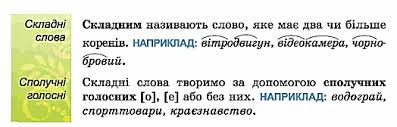 Складні
слова
Складним називають слово, яке має два чи більше
коренів. НАПРИКЛАД: вітродвигун, відеокамера, чорно-
бровий.
Сполучні
голосні
Складні слова творимо за допомогою сполучних
голосних [о], [е] або без них. НАПРИКЛАД: водограй,
спорттовари, краєзнавство.